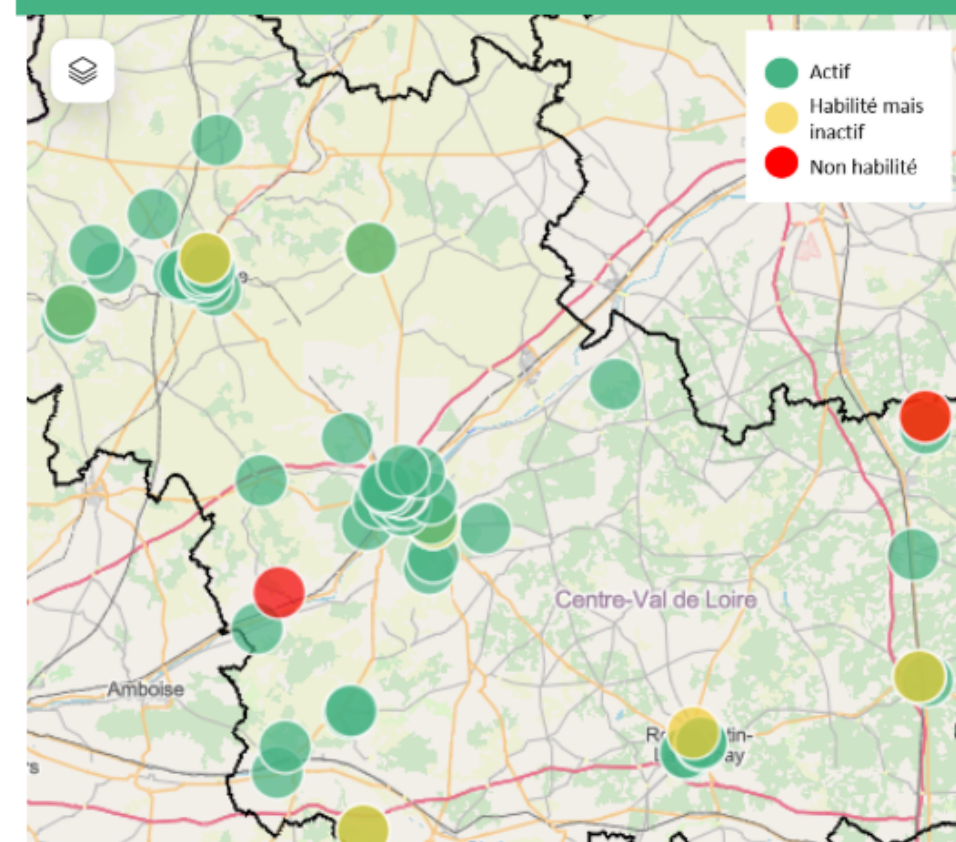 Actif
Habilité mais
inactif
Non habilité
Centre-Val de Loire
Amboise